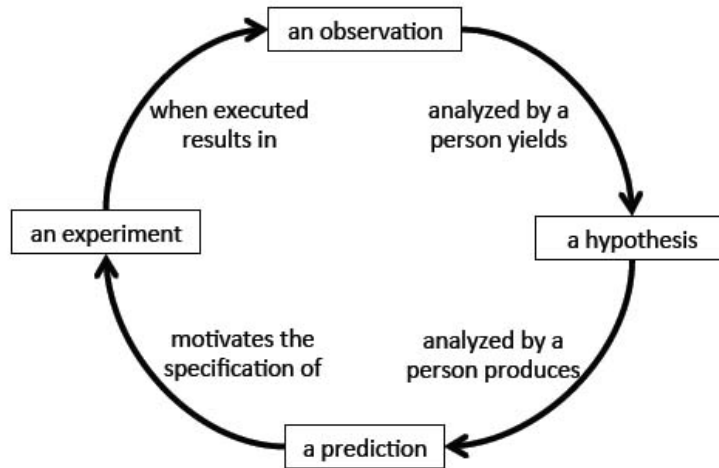 an observation
when executed
results in
analyzed by a
person yields
an experiment
a hypothesis
motivates the
specification of
analyzed by a
person produces
a prediction